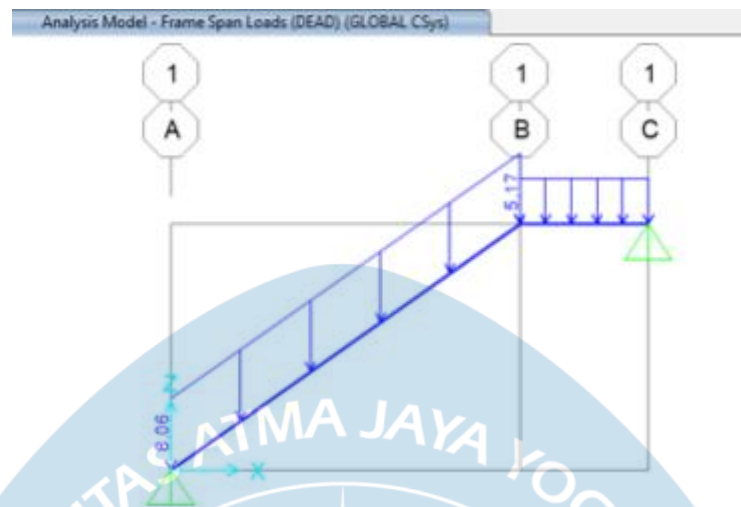 Analysis Model - Frame Span Loads (DEAD) (GLOBAL CSys)
1 1 1
A B C
5.17
Z
8.06
X
ATMA JAYA